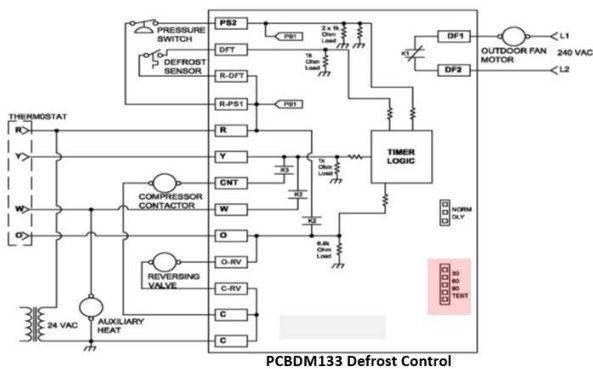 PRESSURE
SWITCH
PS2
PB1
2 x 1k
Ohm
Load
DF1
L1
OUTDOOR FAN
MOTOR
240 VAC
DFT
DEFROST
SENSOR
1k
Ohm
Load
K1
DF2
L2
R-DFT
R-PS1
PB1
THERMOSTAT
R
R
Y
Y
TIMER
LOGIC
1k
Ohm
Load
K3
CNT
COMPRESSOR
CONTACTOR
K2
W
W
K2
NORM
DLY
O
O
6.8k
Ohm
Load
O-RV
REVERSING
VALVE
C-RV
30
60
90
TEST
24 VAC
AUXILIARY
HEAT
C
C
PCBDM133 Defrost Control